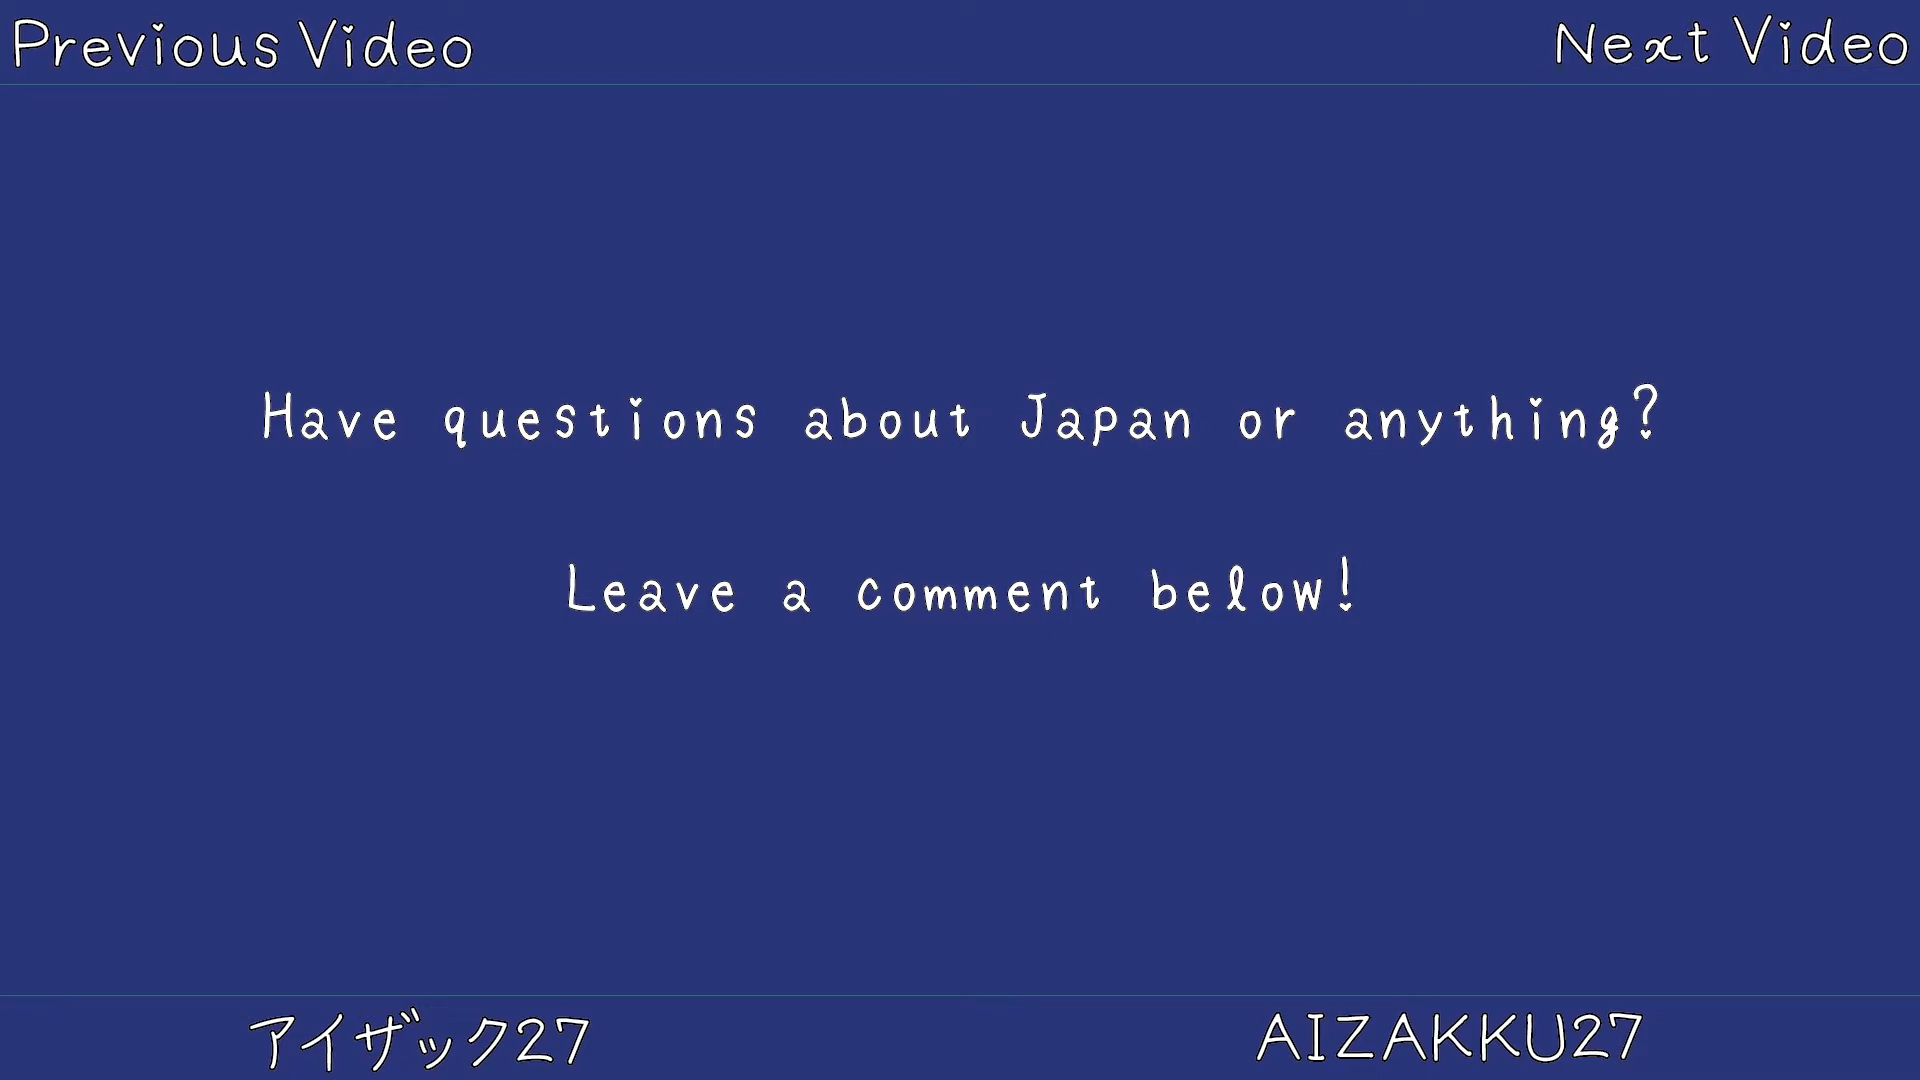 Previous Video
Next Video
Have questions about Japan or anything?
Leave a comment below!
アイザック27
AIZAKKU27